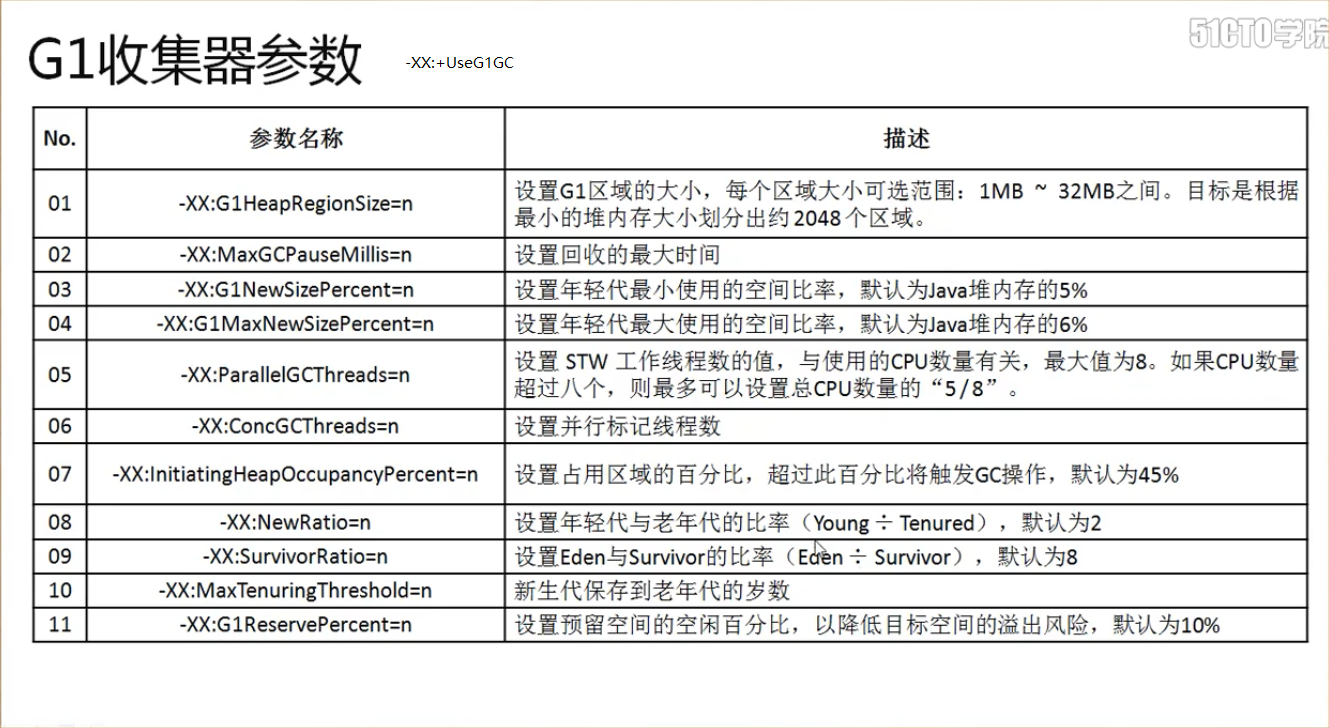 51CTO学院
G1收集器参数
-XX:+UseG1GC
No.
参数名称
描述
01
-XX:G1HeapRegionSize=n
设置G1区域的大小，每个区域大小可选范围：1MB ~ 32MB之间。目标是根据
最小的堆内存大小划分出约2048个区域。
02
-XX:MaxGCPauseMillis=n
设置回收的最大时间
03
-XX:G1NewSizePercent=n
设置年轻代最小使用的空间比率，默认为Java堆内存的5%
04
-XX:G1MaxNewSizePercent=n
设置年轻代最大使用的空间比率，默认为Java堆内存的6%
05
-XX:ParallelGCThreads=n
设置 STW 工作线程数的值，与使用的CPU数量有关，最大值为8。如果CPU数量
超过八个，则最多可以设置总CPU数量的“5/8”。
06
-XX:ConcGCThreads=n
设置并行标记线程数
07
-XX:InitiatingHeapOccupancyPercent=n
设置占用区域的百分比，超过此百分比将触发GC操作，默认为45%
08
-XX:NewRatio=n
设置年轻代与老年代的比率（Young ÷ Tenured），默认为2
09
-XX:SurvivorRatio=n
设置Eden与Survivor的比率（Eden ÷ Survivor），默认为8
10
-XX:MaxTenuringThreshold=n
新生代保存到老年代的岁数
11
-XX:G1ReservePercent=n
设置预留空间的空闲百分比，以降低目标空间的溢出风险，默认为10%